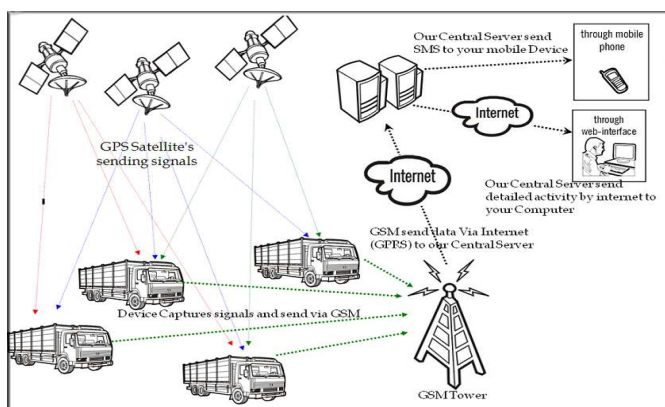 Our Central Server send
SMS to your mobile Device
through mobile
phone
Internet
through
web-interface
GPS Satellite's
sending signals
Internet
Our Central Server send
detailed activity by internet to
your Computer
GSM send data Via Internet
(GPRS) to our Central Server
Device Captures signals and send via GSM
GSM Tower